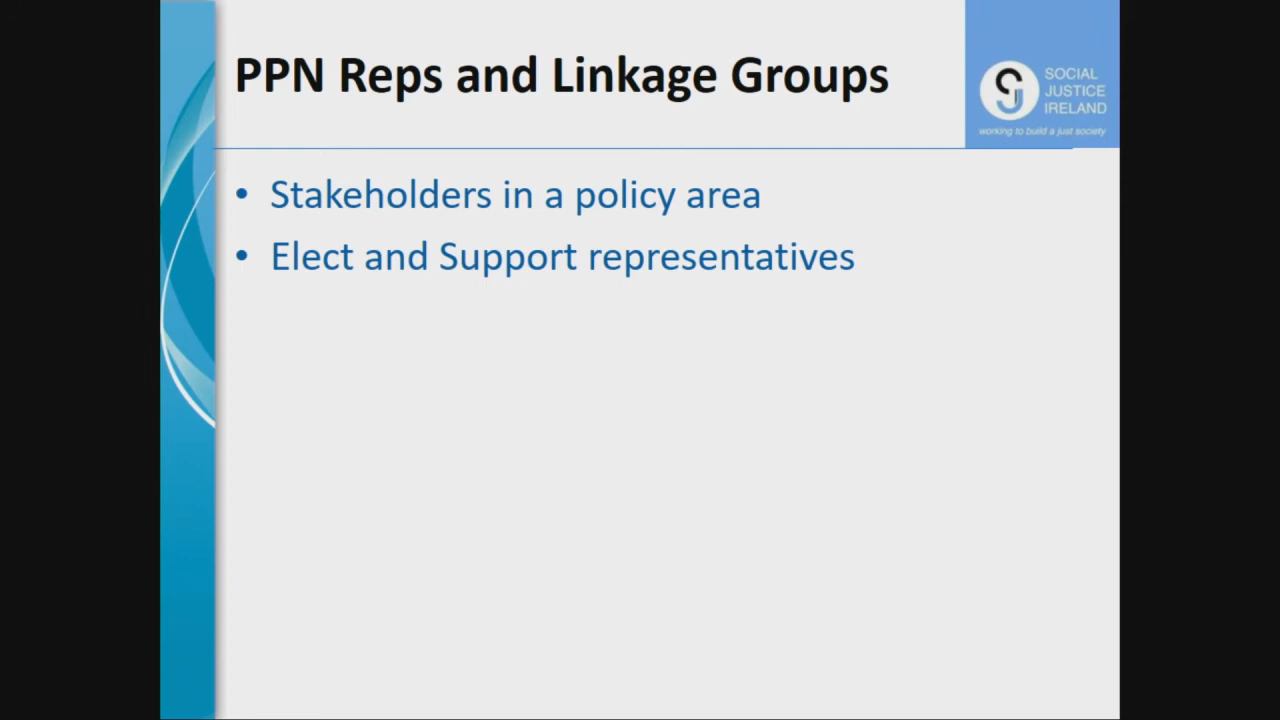 PPN Reps and Linkage Groups
SOCIAL
JUSTICE
IRELAND
working to build a just society
• Stakeholders in a policy area
• Elect and Support representatives